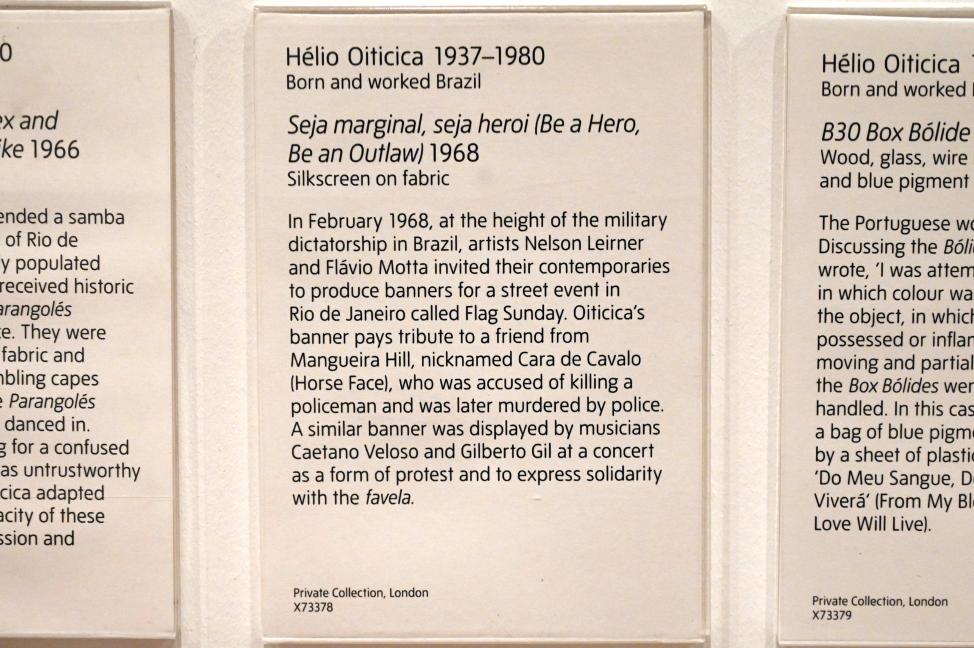 0
ex and
ike 1966
ended a samba
of Rio de
y populated
received historic
arangolés
e. They were
fabric and
mbling capes
e Parangolés
danced in.
g for a confused
as untrustworthy
cica adapted
acity of these
ssion and
Hélio Oiticica 1937–1980
Born and worked Brazil
Seja marginal, seja heroi (Be a Hero,
Be an Outlaw) 1968
Silkscreen on fabric
In February 1968, at the height of the military
dictatorship in Brazil, artists Nelson Leirner
and Flávio Motta invited their contemporaries
to produce banners for a street event in
Rio de Janeiro called Flag Sunday. Oiticica's
banner pays tribute to a friend from
Mangueira Hill, nicknamed Cara de Cavalo
(Horse Face), who was accused of killing a
policeman and was later murdered by police.
A similar banner was displayed by musicians
Caetano Veloso and Gilberto Gil at a concert
as a form of protest and to express solidarity
with the favela.
Private Collection, London
X73378
Hélio Oiticica 1
Born and worked
B30 Box Bólide
Wood, glass, wire
and blue pigment
The Portuguese wo
Discussing the Bóli
wrote, 'I was attem
in which colour wa
the object, in which
possessed or inflan
moving and partial
the Box Bólides wer
handled. In this cas
a bag of blue pigme
by a sheet of plastic
'Do Meu Sangue, De
Viverá' (From My Blo
Love Will Live).
Private Collection, London
X73379